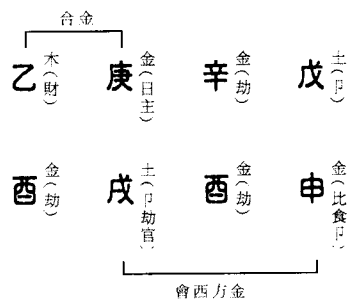 合金
乙 木(財) 庚 金(日主) 辛 金(劫) 戊 土(卩)
酉 金(劫) 戌 土(卩劫官) 酉 金(劫) 申 金(比食卩)
會西方金